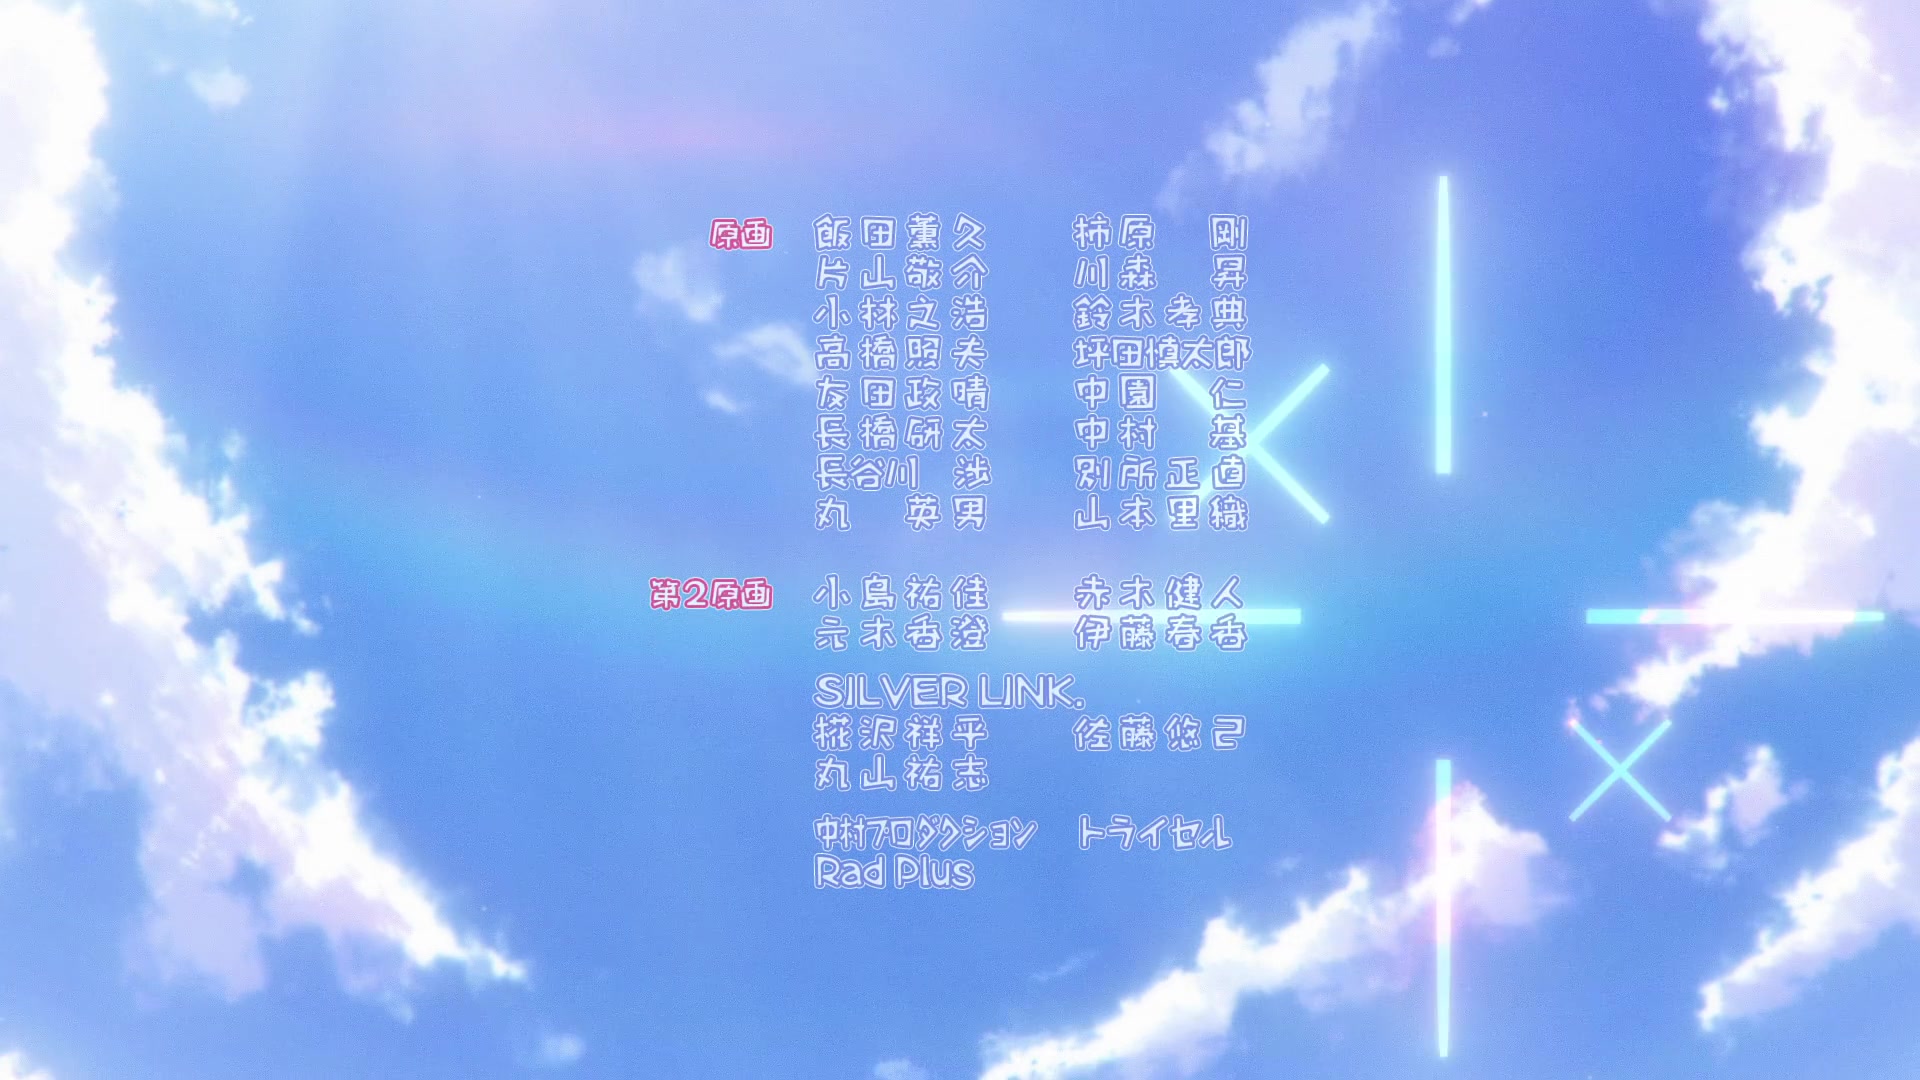 原画 飯田薫久 柿原 剛
片山敬介 川森 昇
小林之浩 鈴木孝典
高橋照夫 坪田慎太郎
友田政晴 中園 仁
長橋研太 中村 基
長谷川 渉 別所正直
丸 英男 山本里織
第2原画 小島祐佳 赤木健人
元木香澄 伊藤春香
SILVER LINK.
椛沢祥平 佐藤悠己
丸山祐志
中村プロダクション トライセル
Rad Plus